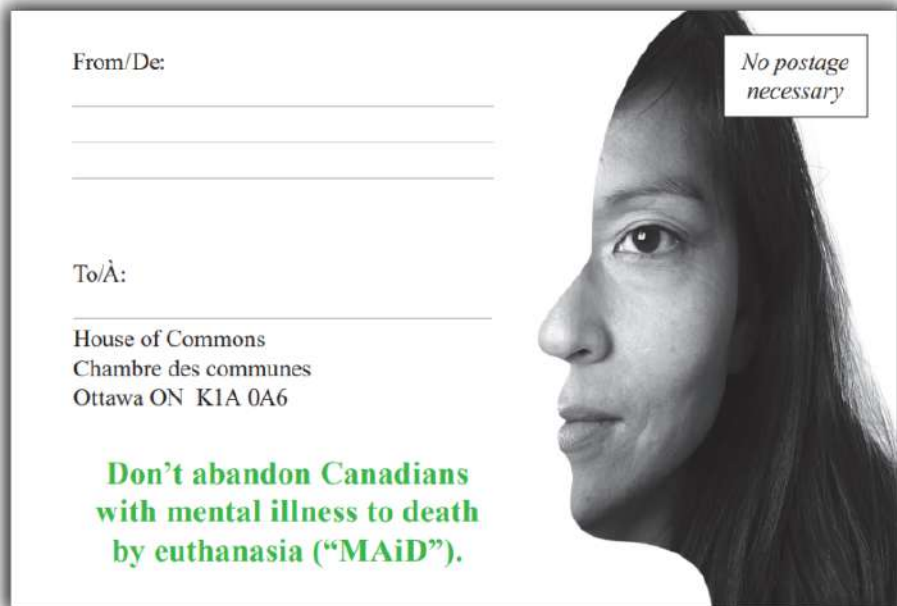 From/De:
No postage
necessary
To/À:
House of Commons
Chambre des communes
Ottawa ON  K1A 0A6
Don't abandon Canadians
with mental illness to death
by euthanasia (“MAiD”).